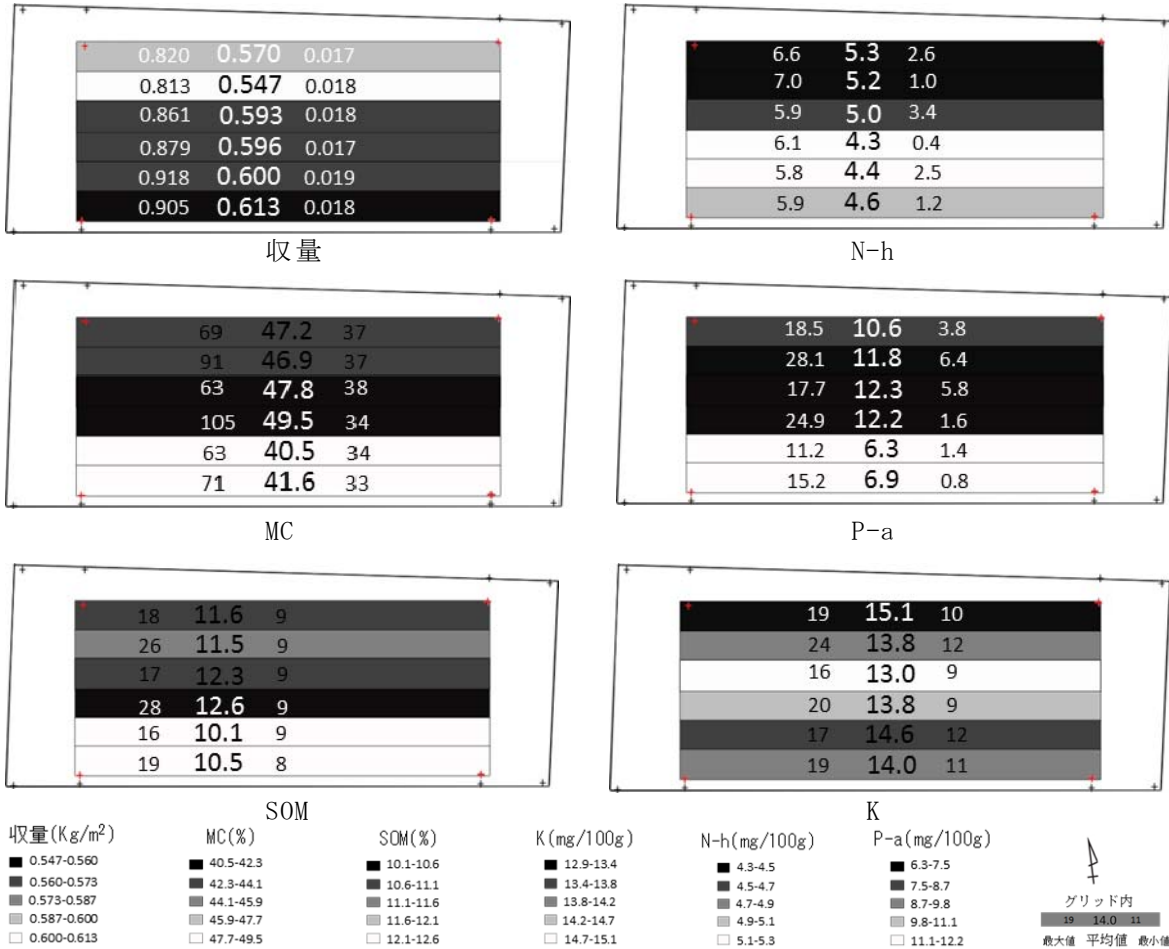 0.820 0.570 0.017
0.813 0.547 0.018
0.861 0.593 0.018
0.879 0.596 0.017
0.918 0.600 0.019
0.905 0.613 0.018
収量
6.6 5.3 2.6
7.0 5.2 1.0
5.9 5.0 3.4
6.1 4.3 0.4
5.8 4.4 2.5
5.9 4.6 1.2
N-h
69 47.2 37
91 46.9 37
63 47.8 38
105 49.5 34
63 40.5 34
71 41.6 33
MC
18.5 10.6 3.8
28.1 11.8 6.4
17.7 12.3 5.8
24.9 12.2 1.6
11.2 6.3 1.4
15.2 6.9 0.8
P-a
18 11.6 9
26 11.5 9
17 12.3 9
28 12.6 9
16 10.1 9
19 10.5 8
SOM
19 15.1 10
24 13.8 12
16 13.0 9
20 13.8 9
17 14.6 12
19 14.0 11
K
収量(Kg/m²)
0.547-0.560
0.560-0.573
0.573-0.587
0.587-0.600
0.600-0.613
MC(%)
40.5-42.3
42.3-44.1
44.1-45.9
45.9-47.7
47.7-49.5
SOM(%)
10.1-10.6
10.6-11.1
11.1-11.6
11.6-12.1
12.1-12.6
K(mg/100g)
12.9-13.4
13.4-13.8
13.8-14.2
14.2-14.7
14.7-15.1
N-h(mg/100g)
4.3-4.5
4.5-4.7
4.7-4.9
4.9-5.1
5.1-5.3
P-a(mg/100g)
6.3-7.5
7.5-8.7
8.7-9.8
9.8-11.1
11.1-12.2
グリッド内
19 14.0 11
最大値 平均値 最小値